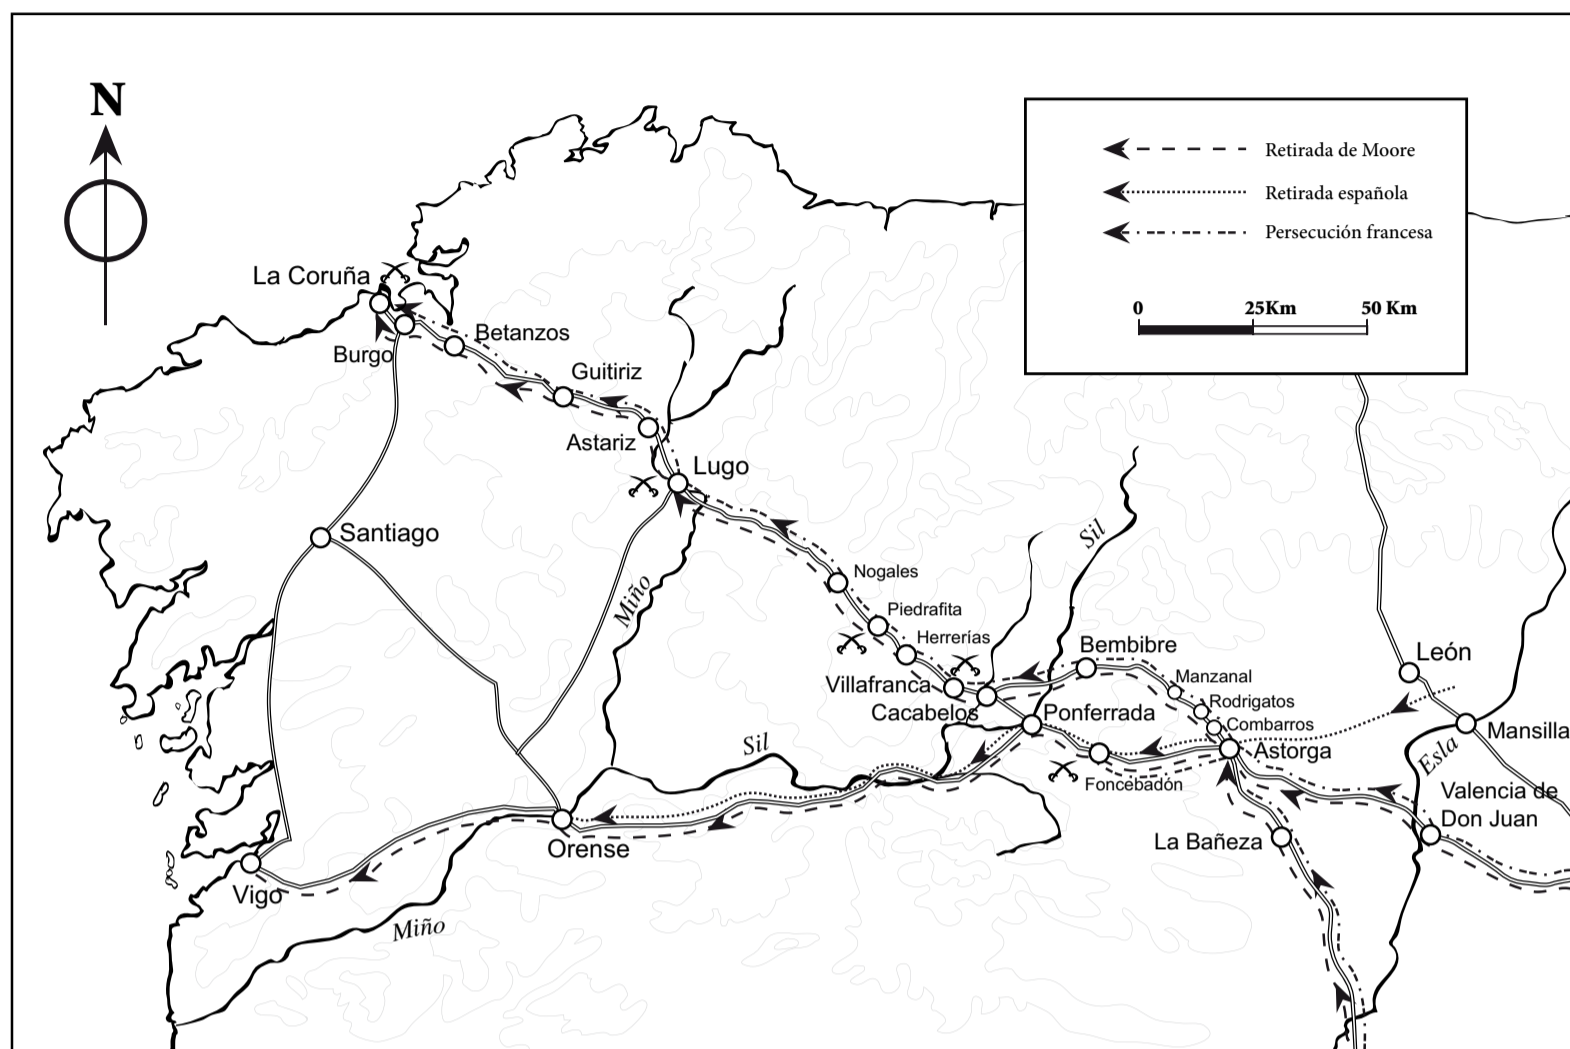 N
Retirada de Moore
Retirada española
Persecución francesa
0 25Km 50 Km
La Coruña
Betanzos
Burgo
Guitiriz
Astariz
Lugo
Santiago
Sil
Nogales
Miño
Piedrafita
Herrerías
Bembibre
León
Manzanal
Villafranca
Rodrigatos
Cacabelos
Ponferrada
Combarros
Mansilla
Sil
Astorga
Esla
Foncebadón
Valencia de
Don Juan
La Bañeza
Orense
Vigo
Miño